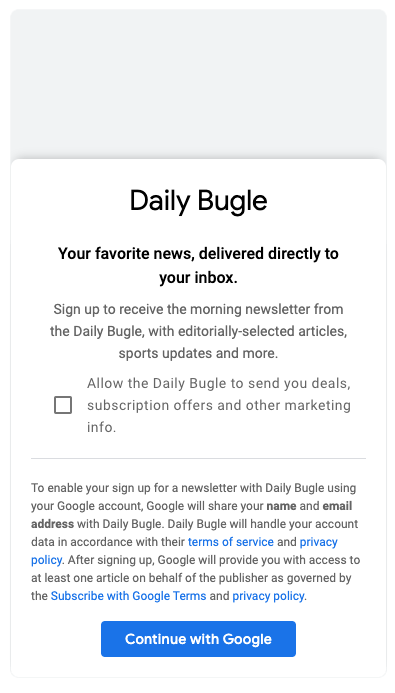 Daily Bugle
Your favorite news, delivered directly to
your inbox.
Sign up to receive the morning newsletter from
the Daily Bugle, with editorially-selected articles,
sports updates and more.
Allow the Daily Bugle to send you deals,
subscription offers and other marketing
info.
To enable your sign up for a newsletter with Daily Bugle using
your Google account, Google will share your name and email
address with Daily Bugle. Daily Bugle will handle your account
data in accordance with their terms of service and privacy
policy. After signing up, Google will provide you with access to
at least one article on behalf of the publisher as governed by
the Subscribe with Google Terms and privacy policy.
Continue with Google